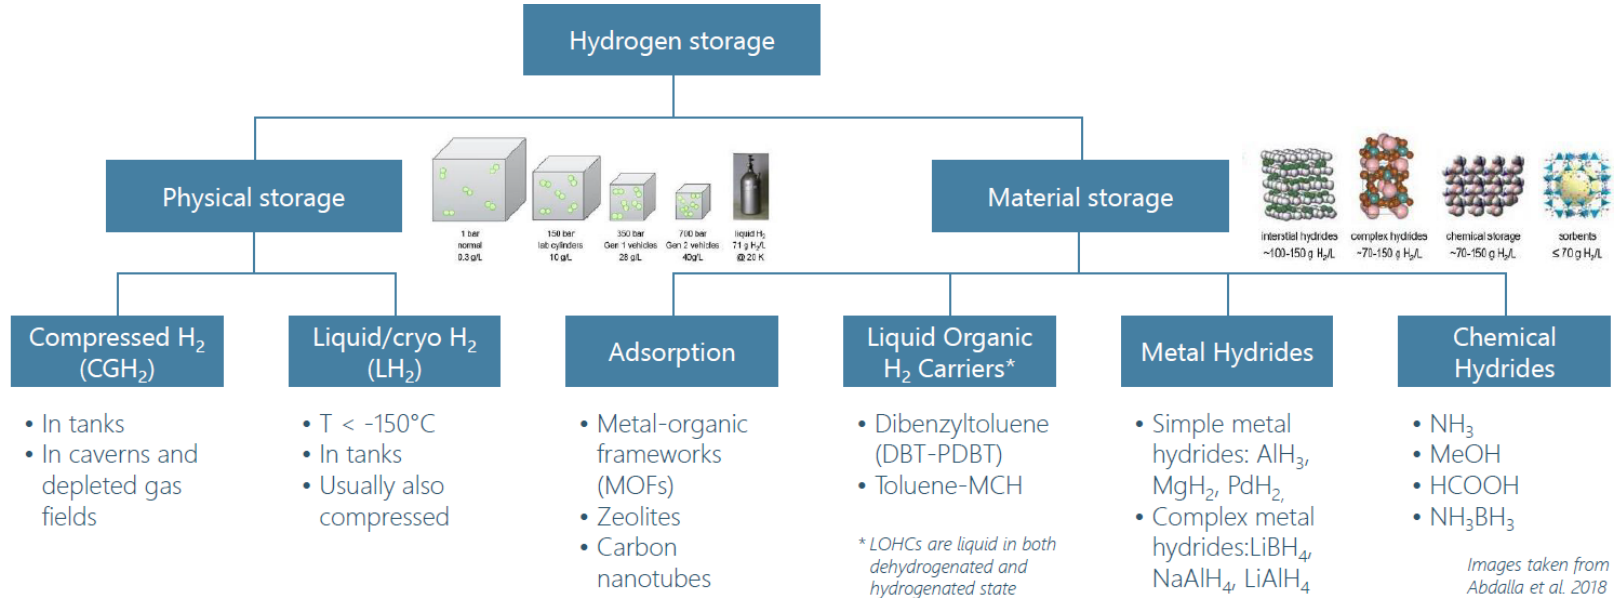 Hydrogen storage
Physical storage
1 bar
normal
0.3 g/L
150 bar
lab cylinders
10 g/L
350 bar
Gen 1 vehicles
28 g/L
700 bar
Gen 2 vehicles
40g/L
liquid H₂
71 g H₂/L
@ 20 K
Material storage
interstial hydrides
~100-150 g H₂/L
complex hydrides
~70-150 g H₂/L
chemical storage
~70-150 g H₂/L
sorbents
≤ 70 g H₂/L
Compressed H₂
(CGH₂)
• In tanks
• In caverns and
depleted gas
fields
Liquid/cryo H₂
(LH₂)
• T < -150°C
• In tanks
• Usually also
compressed
Adsorption
• Metal-organic
frameworks
(MOFs)
• Zeolites
• Carbon
nanotubes
Liquid Organic
H₂ Carriers*
• Dibenzyltoluene
(DBT-PDBT)
• Toluene-MCH
* LOHCs are liquid in both
dehydrogenated and
hydrogenated state
Metal Hydrides
• Simple metal
hydrides: AlH₃,
MgH₂, PdH₂,
• Complex metal
hydrides:LiBH₄,
NaAlH₄, LiAlH₄
Chemical
Hydrides
• NH₃
• MeOH
• HCOOH
• NH₃BH₃
Images taken from
Abdalla et al. 2018